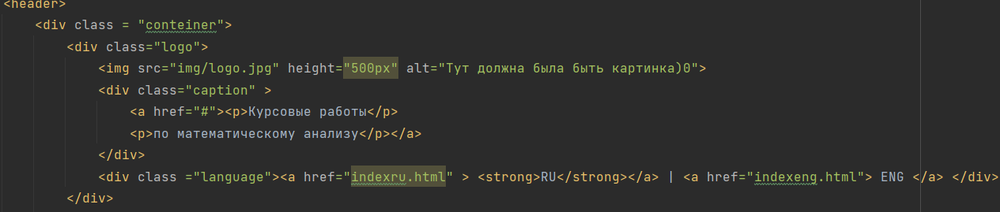 <header>
<div class = "conteiner">
<div class="logo">
<img src="img/logo.jpg" height="500px" alt="Тут должна была быть картинка)0">
<div class="caption" >
<a href="#"><p>Курсовые работы</p>
<p>по математическому анализу</p></a>
</div>
<div class ="language"><a href="indexru.html" > <strong>RU</strong></a> | <a href="indexeng.html"> ENG </a> </div>
</div>